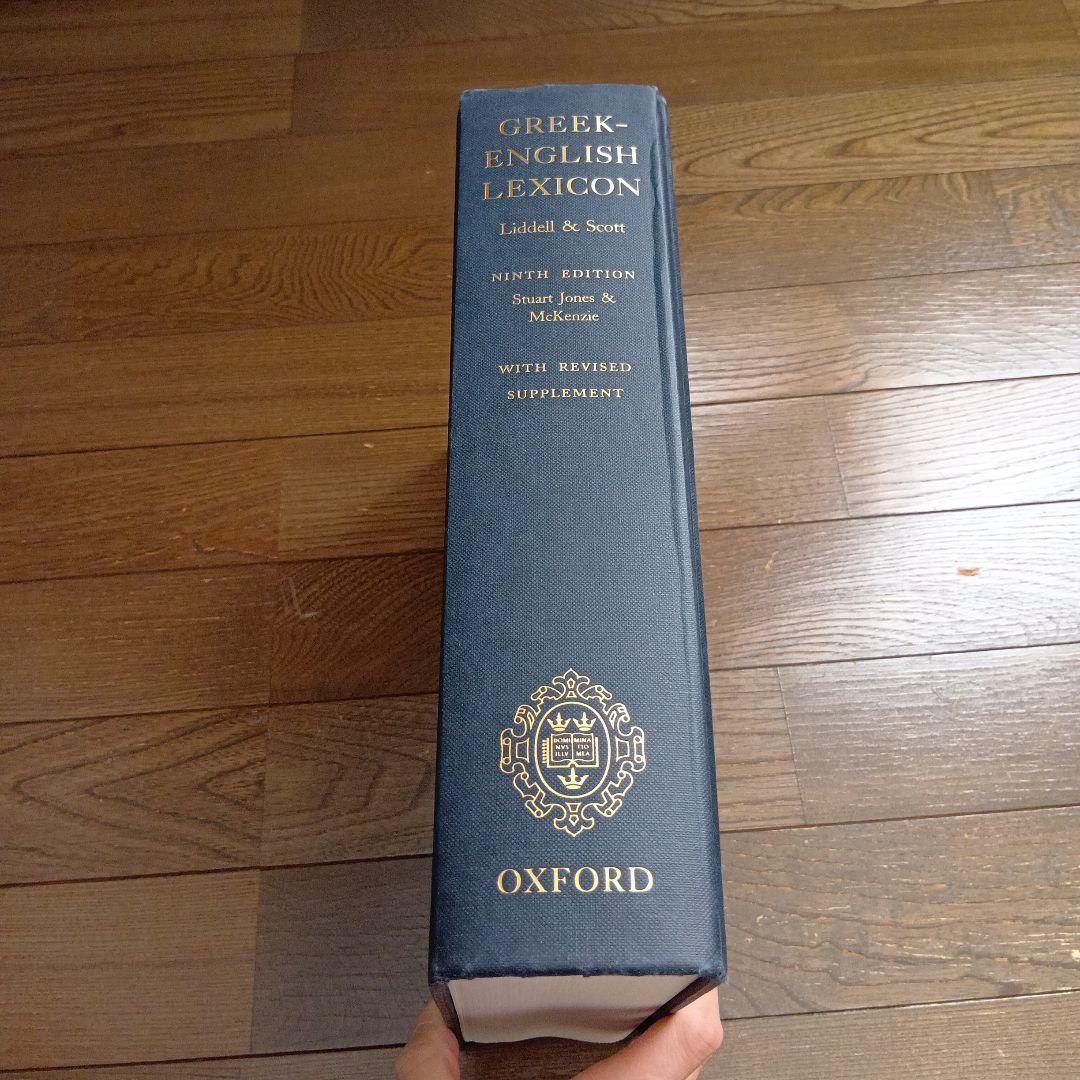 GREEK-
ENGLISH
LEXICON
Liddell & Scott
NINTH EDITION
Stuart Jones &
McKenzie
WITH REVISED
SUPPLEMENT
DOMI MINA
NVS TIO
ILLV MEA
OXFORD